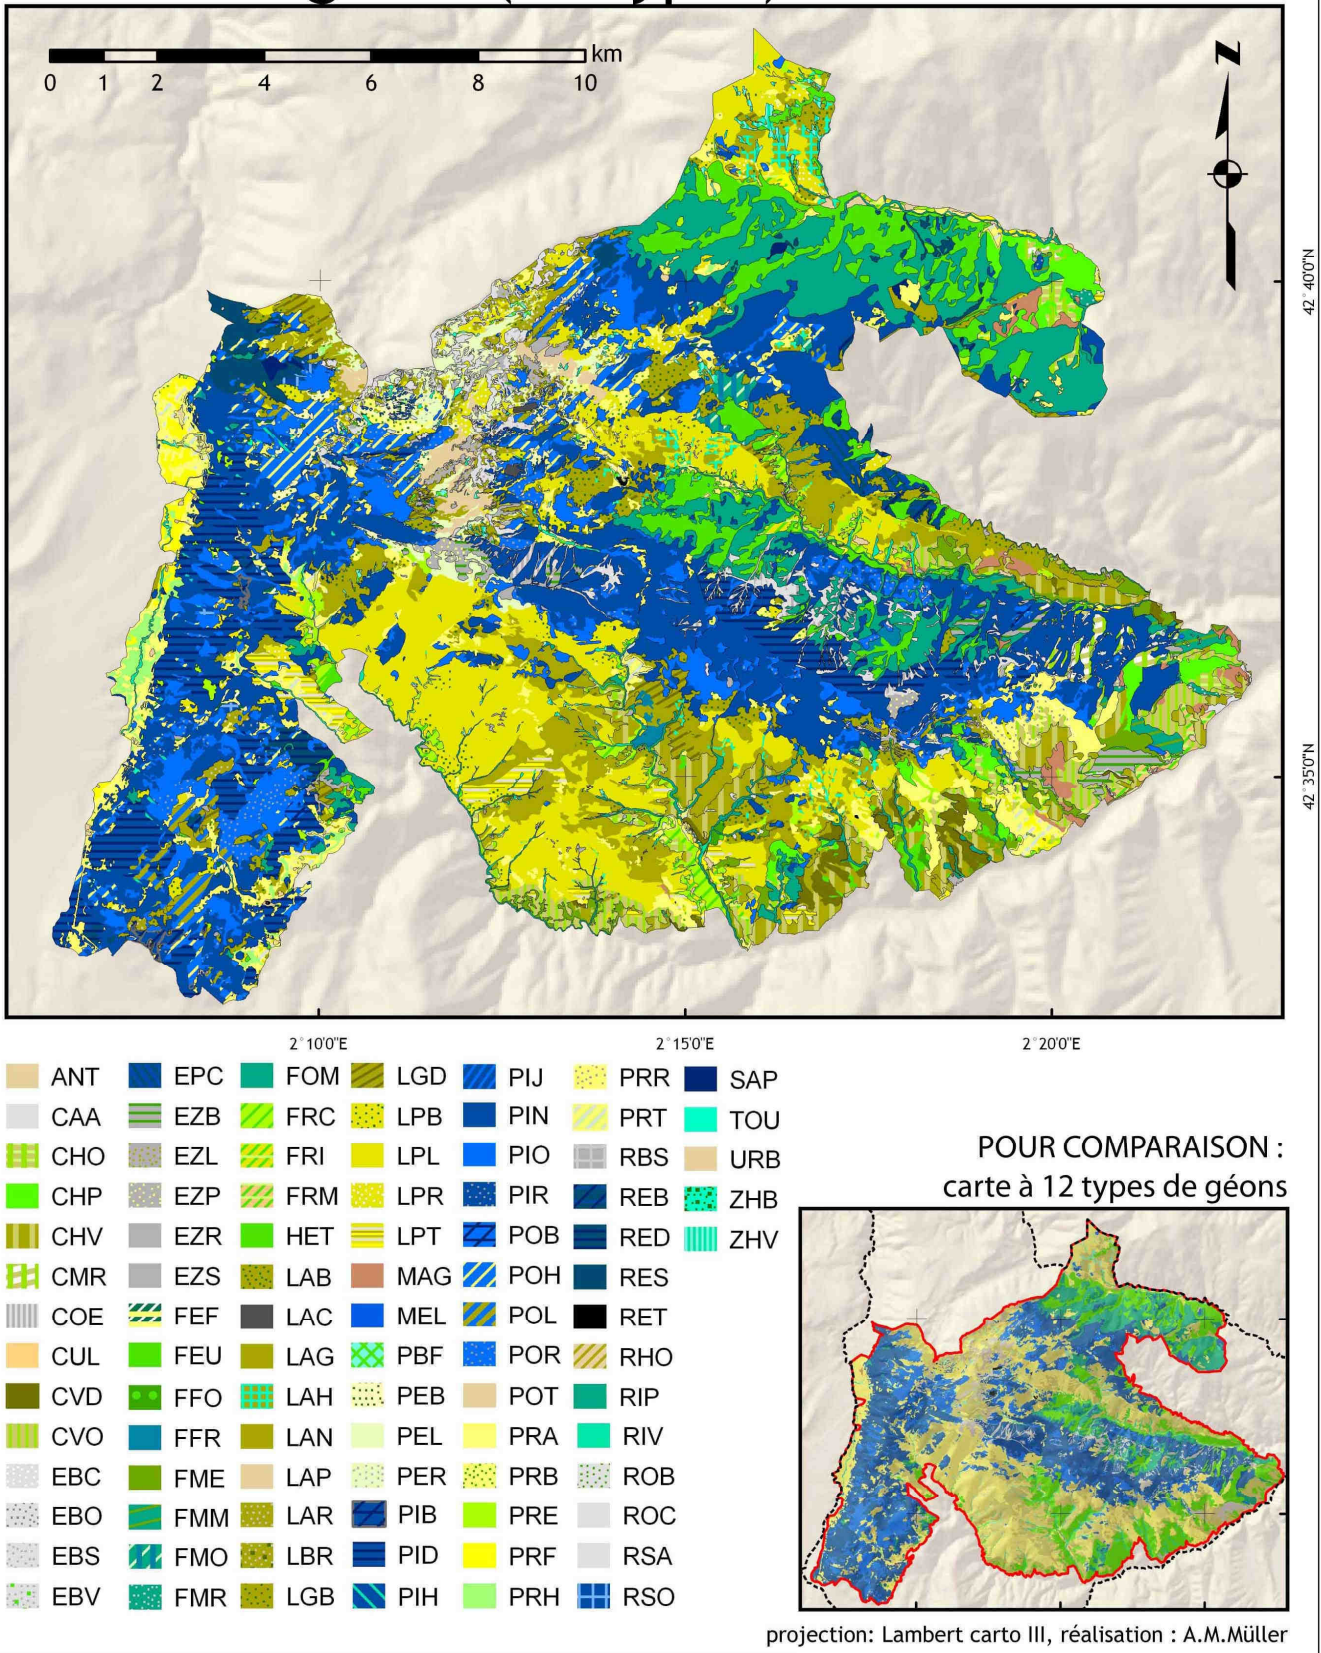 km
0 1 2 4 6 8 10
N
42°40'0"N
42°35'0"N
2°10'0"E 2°15'0"E 2°20'0"E
ANT EPC FOM LGD PIJ PRR SAP
CAA EZB FRC LPB PIN PRT TOU
CHO EZL FRI LPL PIO RBS URB
CHP EZP FRM LPR PIR REB ZHB
CHV EZR HET LPT POB RED ZHV
CMR EZS LAB MAG POH RES
COE FEF LAC MEL POL RET
CUL FEU LAG PBF POR RHO
CVD FFO LAH PEB POT RIP
CVO FFR LAN PEL PRA RIV
EBC FME LAP PER PRB ROB
EBO FMM LAR PIB PRE ROC
EBS FMO LBR PID PRF RSA
EBV FMR LGB PIH PRH RSO
POUR COMPARAISON :
carte à 12 types de géons
projection: Lambert carto III, réalisation : A.M.Müller